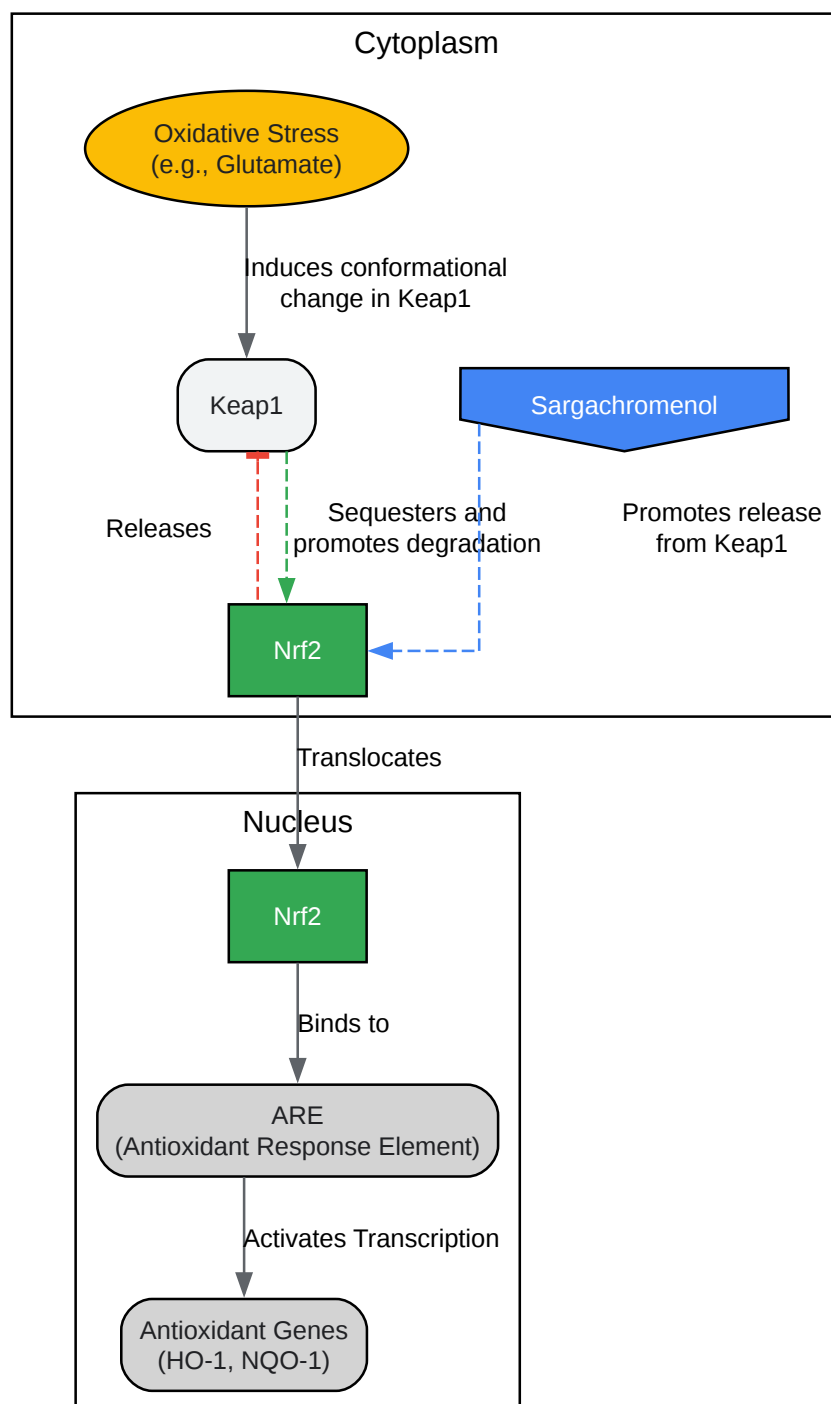 Cytoplasm
Oxidative Stress
(e.g., Glutamate)
Induces conformational
change in Keap1
Keap1
Sargachromenol
Releases
Sequesters and
promotes degradation
Promotes release
from Keap1
Nrf2
Translocates
Nucleus
Nrf2
Binds to
ARE
(Antioxidant Response Element)
Activates Transcription
Antioxidant Genes
(HO-1, NQO-1)